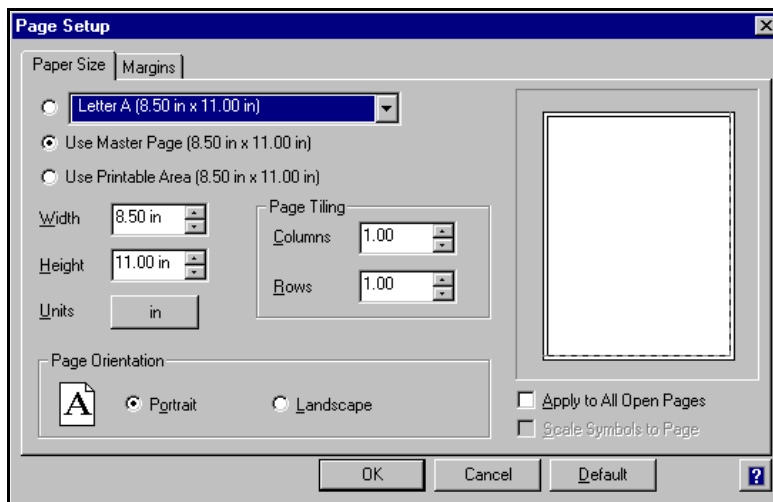 Page Setup
Paper Size Margins
Letter A (8.50 in x 11.00 in)
Use Master Page (8.50 in x 11.00 in)
Use Printable Area (8.50 in x 11.00 in)
Width 8.50 in
Height 11.00 in
Units in
Page Tiling
Columns 1.00
Rows 1.00
Page Orientation
A Portrait Landscape
Apply to All Open Pages
Scale Symbols to Page
OK Cancel Default ?